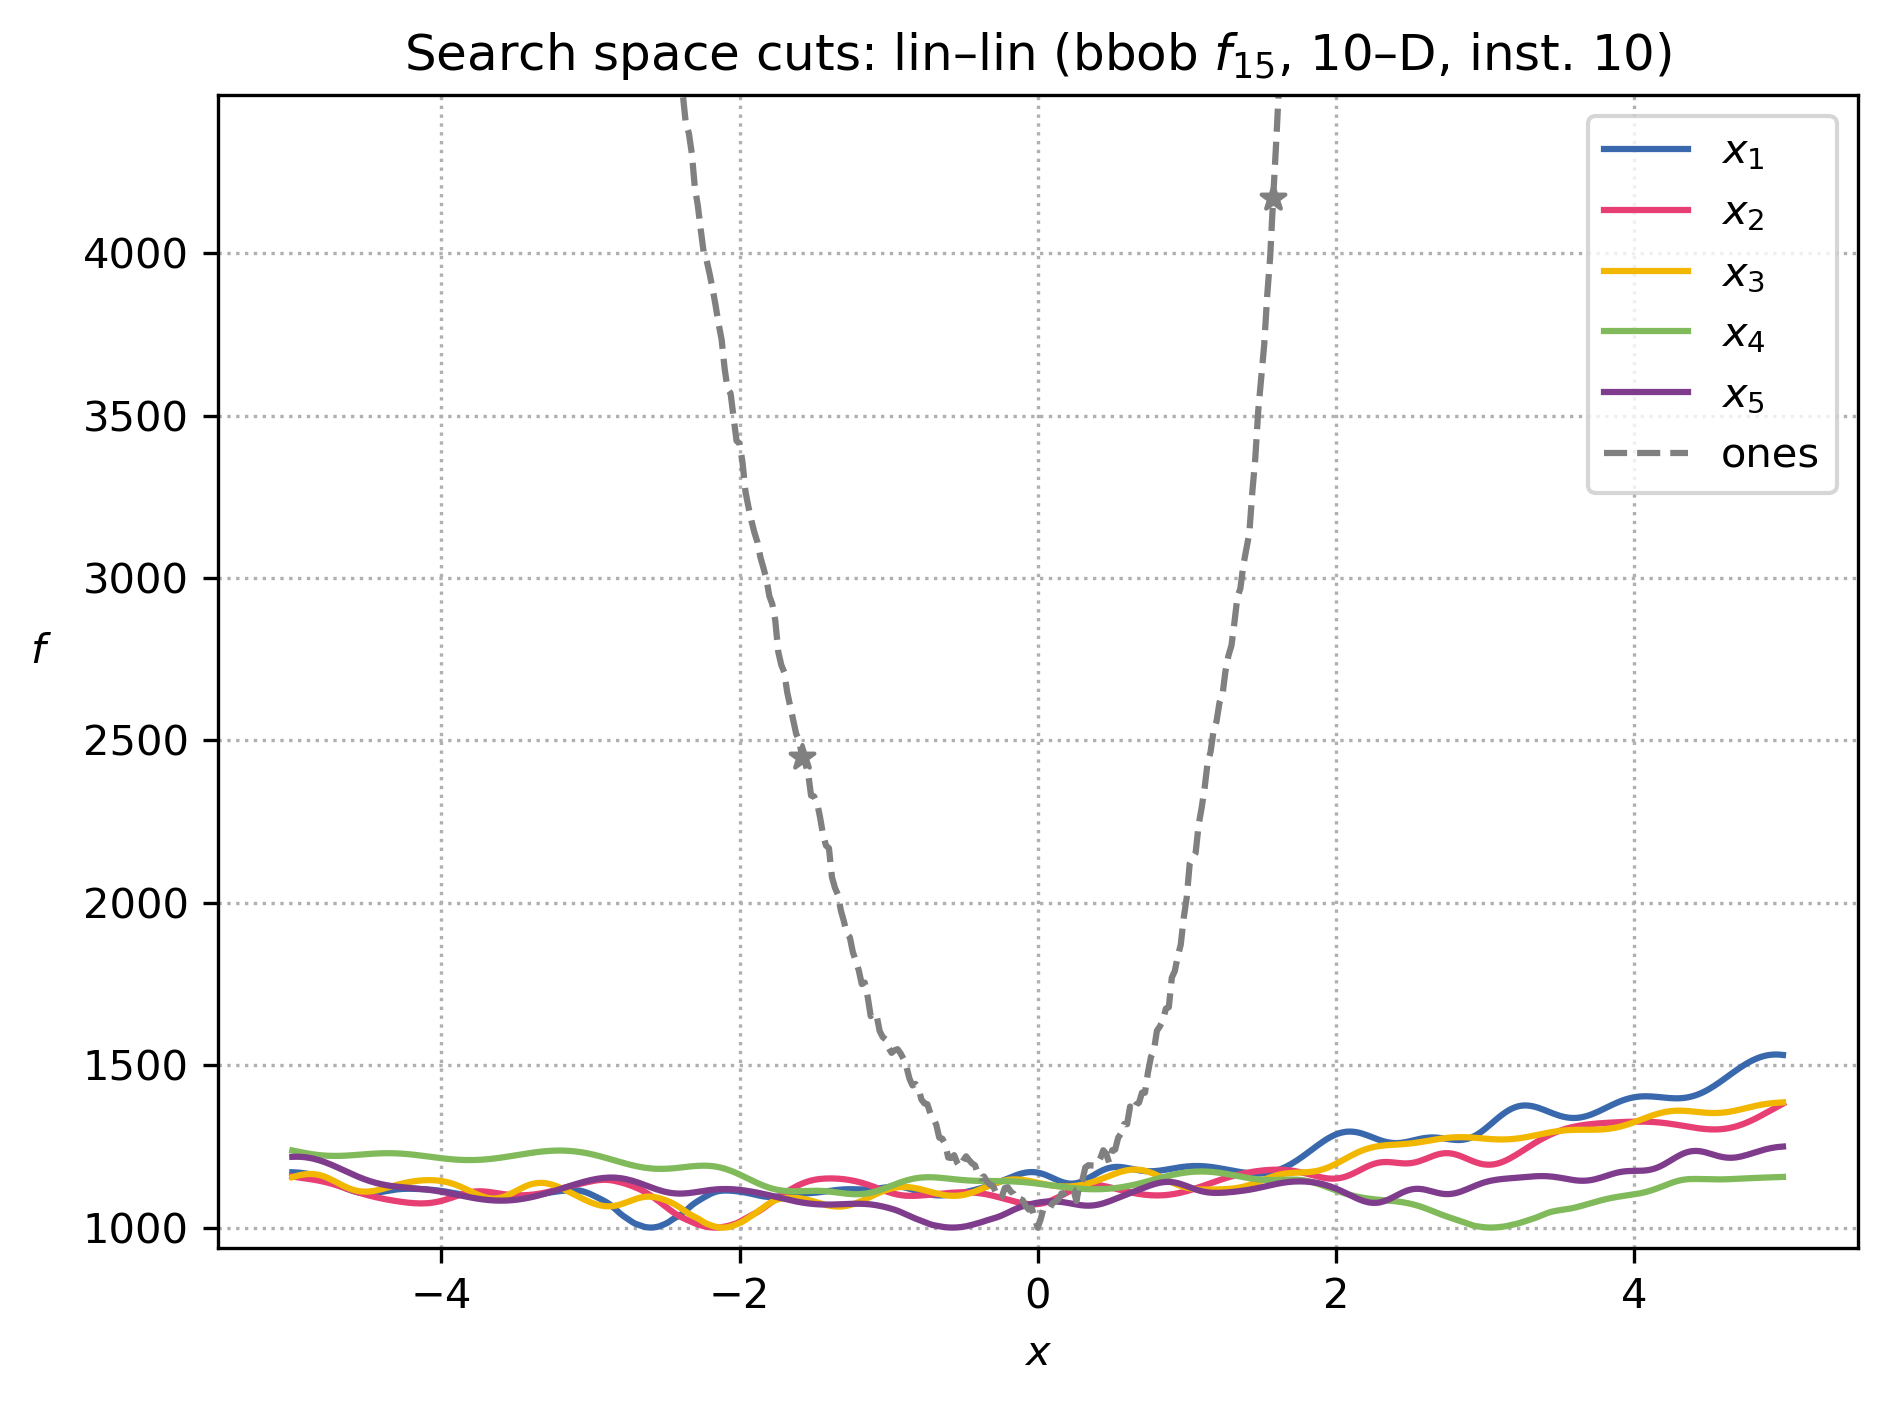 Search space cuts: lin–lin (bbob f₁₅, 10–D, inst. 10)
x₁
x₂
x₃
x₄
x₅
ones
4000
3500
3000
2500
2000
1500
1000
f
−4 −2 0 2 4
x